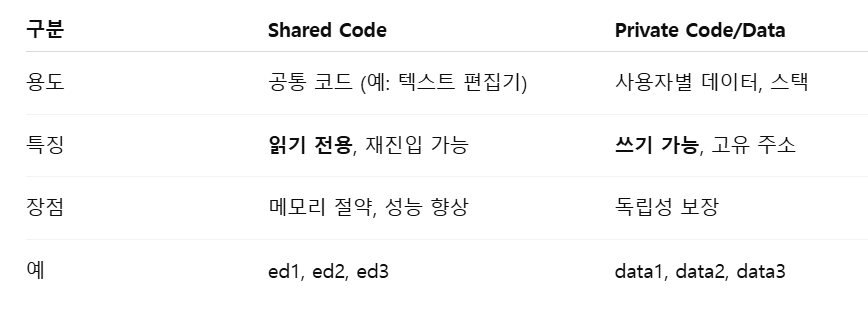 구분 Shared Code Private Code/Data
용도 공통 코드 (예: 텍스트 편집기) 사용자별 데이터, 스택
특징 읽기 전용, 재진입 가능 쓰기 가능, 고유 주소
장점 메모리 절약, 성능 향상 독립성 보장
예 ed1, ed2, ed3 data1, data2, data3